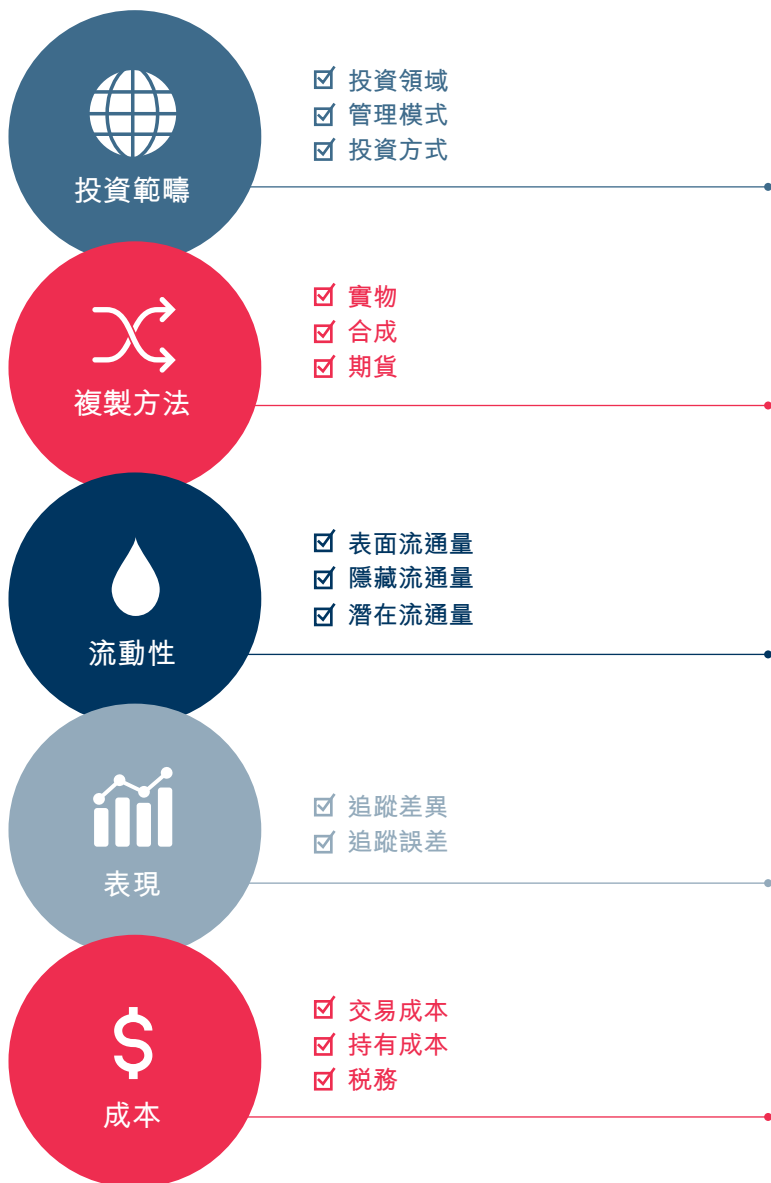 投資領域
管理模式
投資方式
投資範疇
實物
合成
期貨
複製方法
表面流通量
隱藏流通量
潛在流通量
流動性
追蹤差異
追蹤誤差
表現
交易成本
持有成本
税務
$
成本